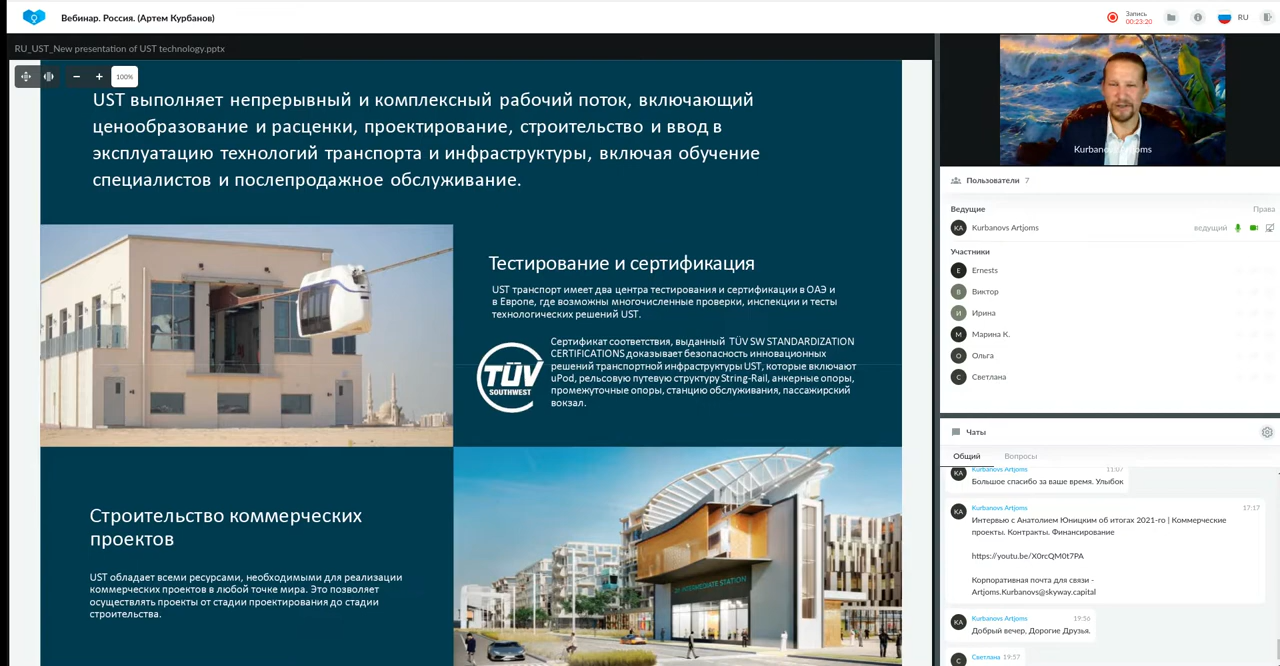 Вебинар. Россия. (Артем Курбанов)
Запись
00:23:20
RU
RU_UST_New presentation of UST technology.pptx
100%
UST выполняет непрерывный и комплексный рабочий поток, включающий
ценообразование и расценки, проектирование, строительство и ввод в
эксплуатацию технологий транспорта и инфраструктуры, включая обучение
специалистов и послепродажное обслуживание.
Тестирование и сертификация
UST транспорт имеет два центра тестирования и сертификации в ОАЭ и
в Европе, где возможны многочисленные проверки, инспекции и тесты
технологических решений UST.
TÜV
SOUTHWEST
Сертификат соответствия, выданный TÜV SW STANDARDIZATION
CERTIFICATIONS доказывает безопасность инновационных
решений транспортной инфраструктуры UST, которые включают
uPod, рельсовую путевую структуру String-Rail, анкерные опоры,
промежуточные опоры, станцию обслуживания, пассажирский
вокзал.
Строительство коммерческих
проектов
UST обладает всеми ресурсами, необходимыми для реализации
коммерческих проектов в любой точке мира. Это позволяет
осуществлять проекты от стадии проектирования до стадии
строительства.
INTERMEDIATE STATION
Kurbanovs Artjoms
Пользователи 7
Ведущие
Права
KA
Kurbanovs Artjoms
ведущий
Участники
E
Ernests
В
Виктор
И
Ирина
М
Марина К.
О
Ольга
С
Светлана
Чаты
Общий
Вопросы
KA
Kurbanovs Artjoms
11:07
Большое спасибо за ваше время. Улыбок
KA
Kurbanovs Artjoms
17:17
Интервью с Анатолием Юницким об итогах 2021-го | Коммерческие
проекты. Контракты. Финансирование
https://youtu.be/X0rcQM0t7PA
Корпоративная почта для связи -
Artjoms.Kurbanovs@skyway.capital
KA
Kurbanovs Artjoms
19:56
Добрый вечер, Дорогие Друзья.
С
Светлана 19:57